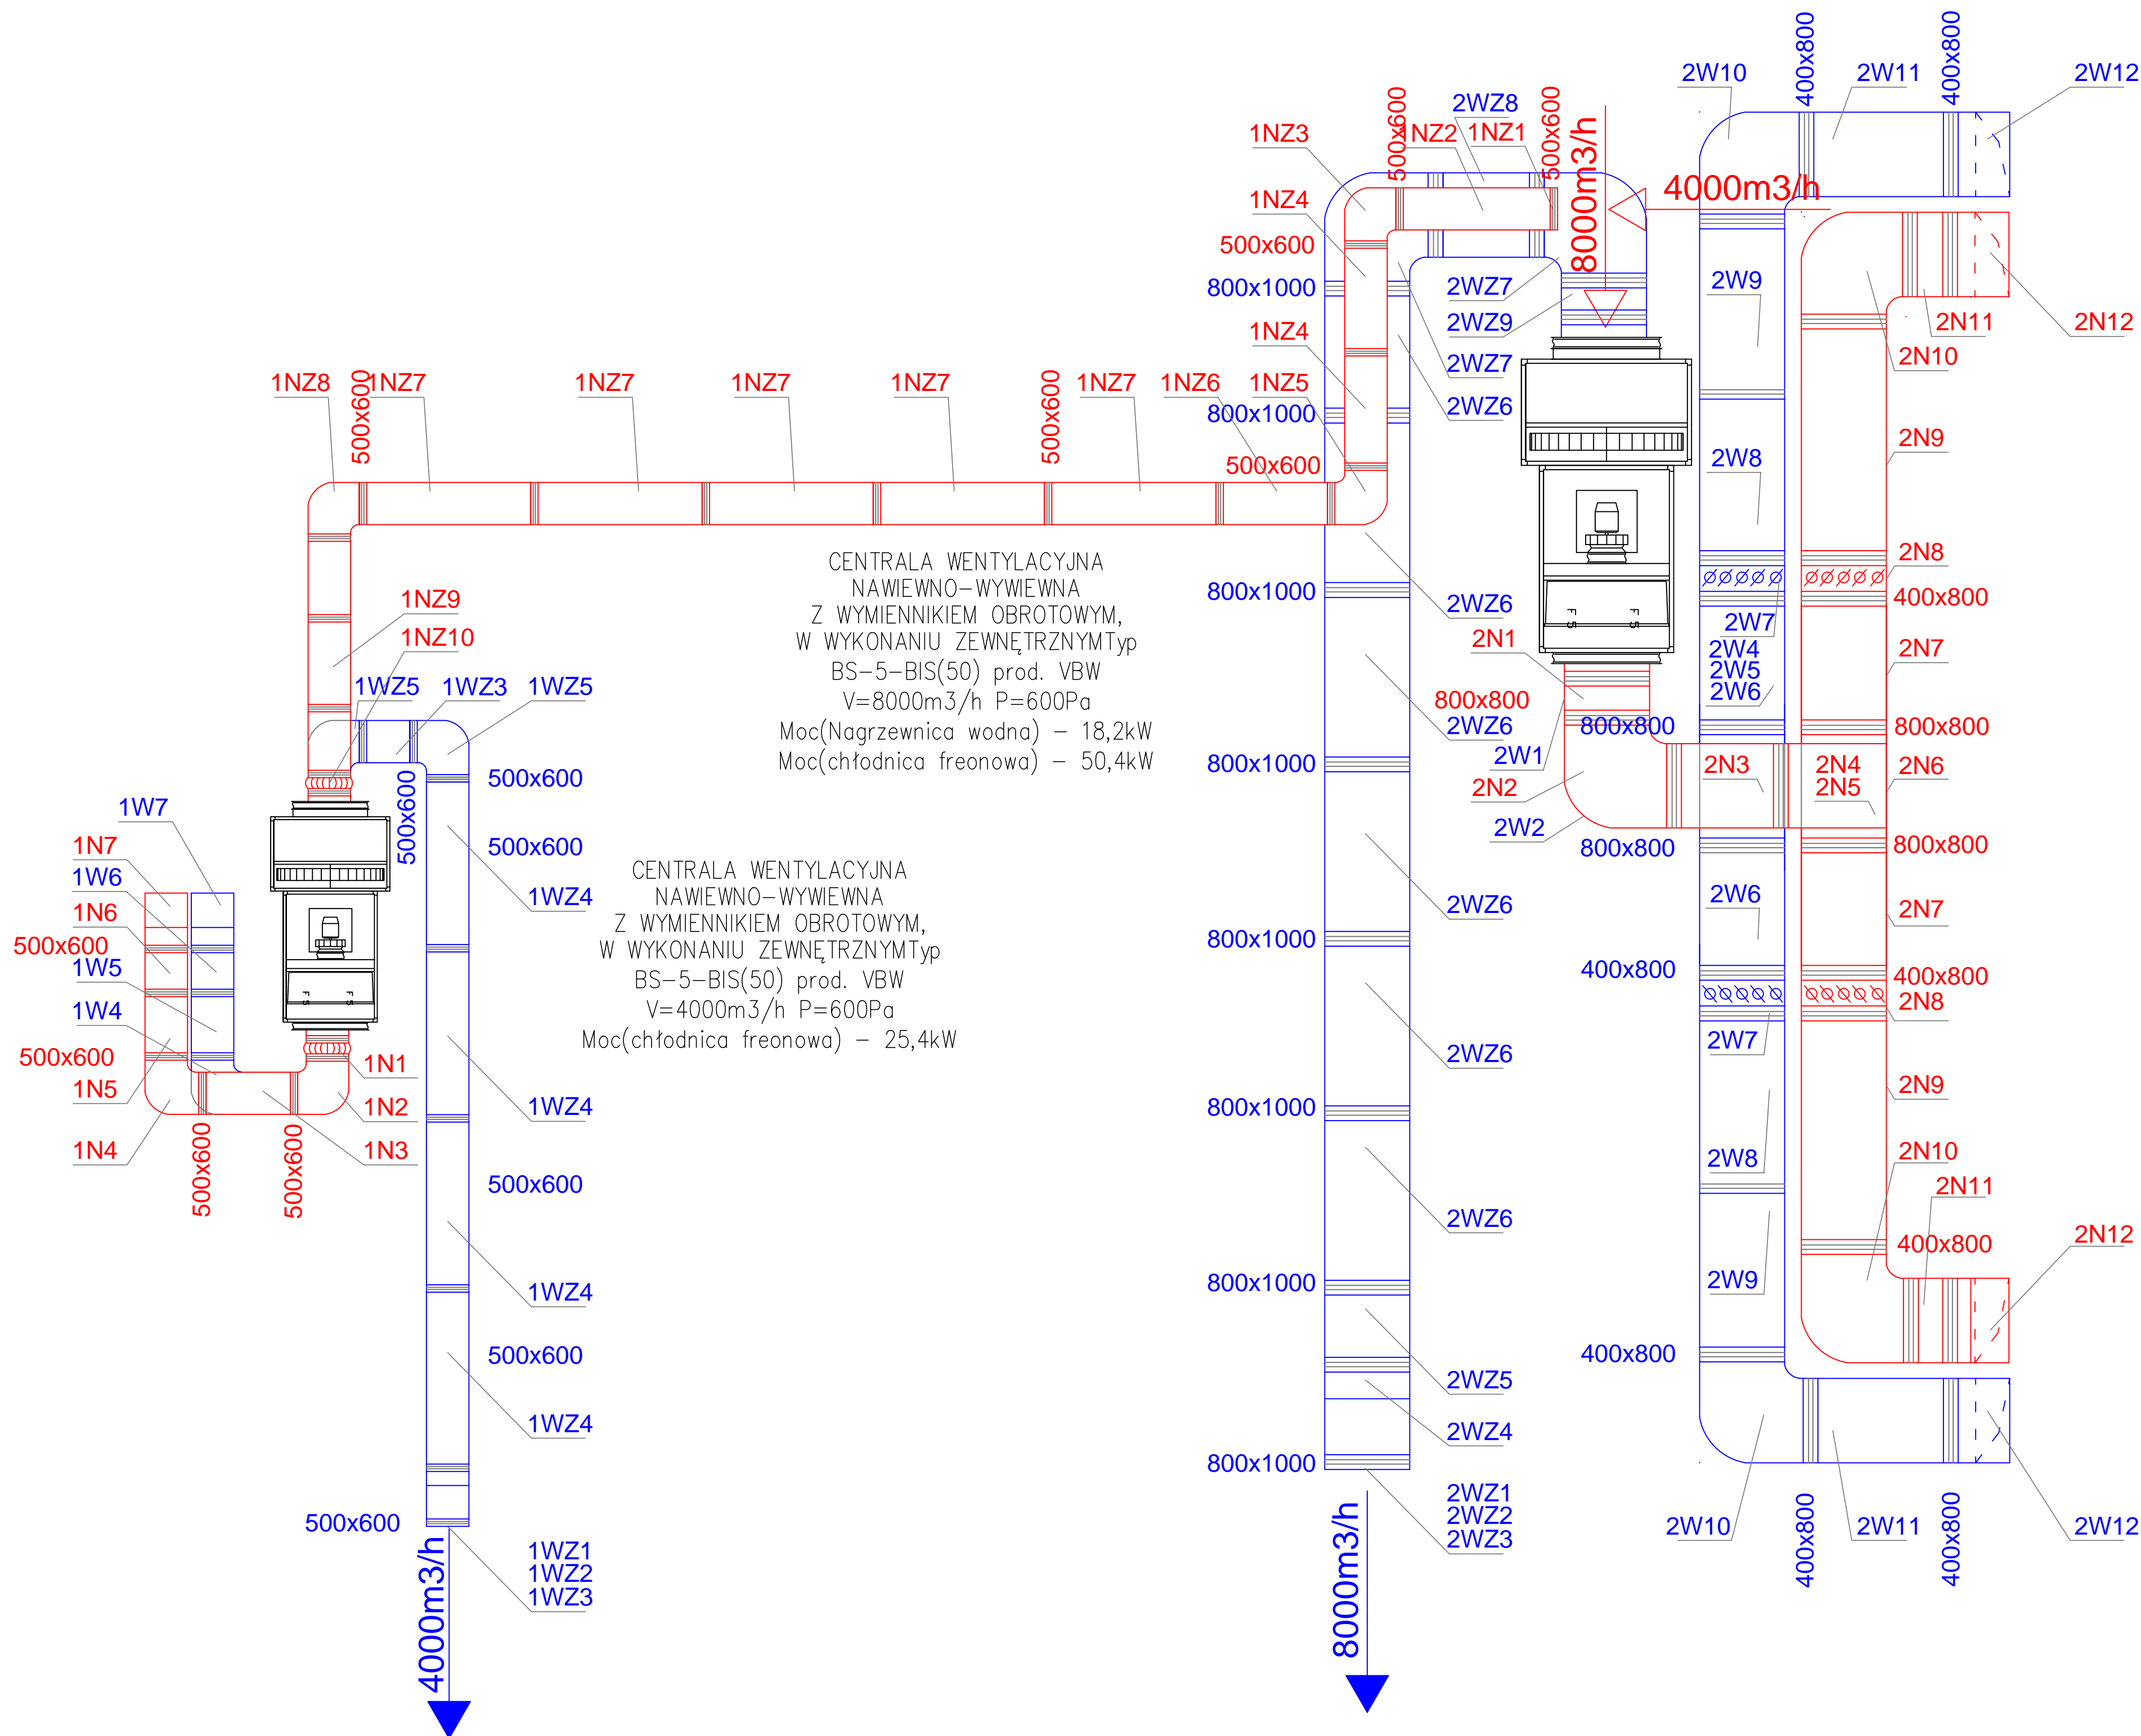 400x800
400x800
2W10
2W11
2W12
2WZ8
500x600
500x600
1NZ3
1NZ2
1NZ1
8000m3/h
4000m3/h
1NZ4
500x600
800x1000
2WZ7
2WZ9
2W9
2N11
2N12
1NZ4
2WZ7
2N10
1NZ8
500x600
1NZ7
1NZ7
1NZ7
1NZ7
500x600
1NZ7
1NZ6
1NZ5
800x1000
2WZ6
2N9
500x600
2W8
CENTRALA WENTYLACYJNA
NAWIEWNO-WYWIEWNA
Z WYMIENNIKIEM OBROTOWYM,
W WYKONANIU ZEWNĘTRZNYMTyp
BS-5-BIS(50) prod. VBW
V=8000m3/h P=600Pa
Moc(Nagrzewnica wodna) - 18,2kW
Moc(chłodnica freonowa) - 50,4kW
2N8
800x1000
400x800
1NZ9
2WZ6
F 5
F 5
2W7
1NZ10
2N1
2W4
2W5
2W6
2N7
1WZ5
1WZ3
1WZ5
800x800
2WZ6
800x800
800x800
2W1
800x1000
500x600
500x600
2N3
2N4
2N5
2N6
2N2
1W7
2W2
1N7
500x600
800x800
800x800
1W6
CENTRALA WENTYLACYJNA
NAWIEWNO-WYWIEWNA
Z WYMIENNIKIEM OBROTOWYM,
W WYKONANIU ZEWNĘTRZNYMTyp
BS-5-BIS(50) prod. VBW
V=4000m3/h P=600Pa
Moc(chłodnica freonowa) - 25,4kW
1WZ4
2WZ6
2W6
1N6
2N7
500x600
800x1000
1W5
400x800
400x800
F 5
F 5
2N8
1W4
2W7
500x600
1N1
2WZ6
1N5
2N9
1N2
1WZ4
800x1000
1N4
500x600
500x600
1N3
2W8
2N10
500x600
2N11
2WZ6
2N12
400x800
800x1000
2W9
1WZ4
500x600
400x800
2WZ5
1WZ4
2WZ4
800x1000
2WZ1
2WZ2
2WZ3
500x600
4000m3/h
1WZ1
1WZ2
1WZ3
8000m3/h
2W10
400x800
2W11
400x800
2W12